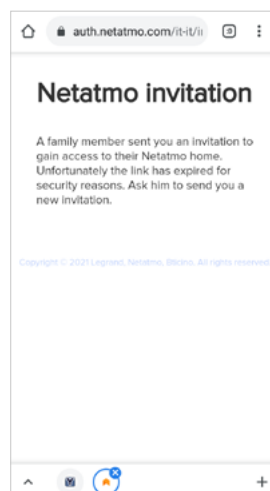 auth.netatmo.com/it-it/i
Netatmo invitation
A family member sent you an invitation to
gain access to their Netatmo home.
Unfortunately the link has expired for
security reasons. Ask him to send you a
new invitation.
Copyright © 2021 Legrand, Netatmo, Bticino. All rights reserved